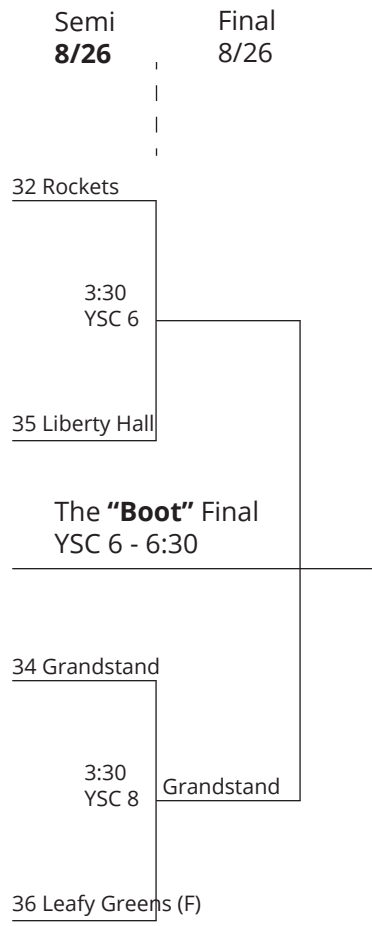 Semi
8/26
Final
8/26
32 Rockets
3:30
YSC 6
35 Liberty Hall
The “Boot” Final
YSC 6 - 6:30
34 Grandstand
3:30
YSC 8
Grandstand
36 Leafy Greens (F)